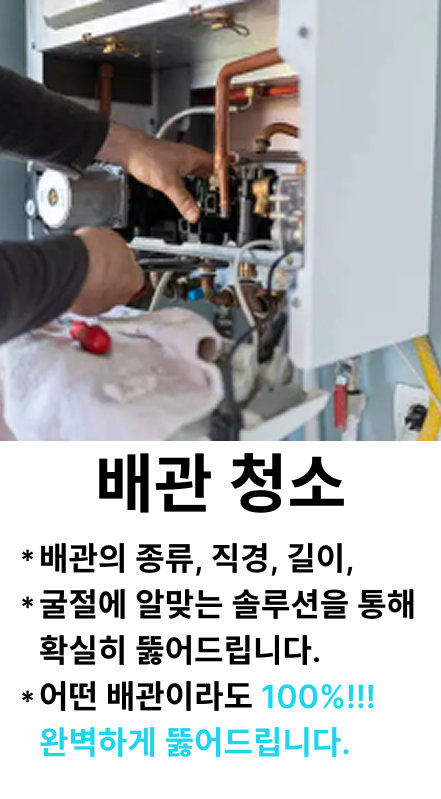 배관 청소
* 배관의 종류, 직경, 길이,
* 굴절에 알맞는 솔루션을 통해
확실히 뚫어드립니다.
* 어떤 배관이라도 100%!!!
완벽하게 뚫어드립니다.